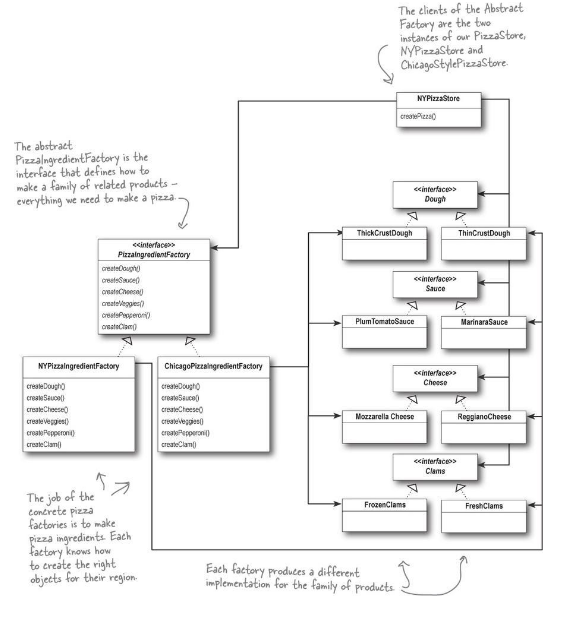 The clients of the Abstract
Factory are the two
instances of our PizzaStore,
NYPizzaStore and
ChicagoStylePizzaStore.
NYPizzaStore
createPizza()
The abstract
PizzaIngredientFactory is the
interface that defines how to
make a family of related products –
everything we need to make a pizza.
<<interface>>
Dough
ThickCrustDough
ThinCrustDough
<<interface>>
PizzaIngredientFactory
createDough()
createSauce()
createCheese()
createVeggies()
createPepperoni()
createClam()
<<interface>>
Sauce
PlumTomatoSauce
MarinaraSauce
NYPizzaIngredientFactory
createDough()
createSauce()
createCheese()
createVeggies()
createPepperoni()
createClam()
ChicagoPizzaIngredientFactory
createDough()
createSauce()
createCheese()
createVeggies()
createPepperoni()
createClam()
<<interface>>
Cheese
Mozzarella Cheese
ReggianoCheese
<<interface>>
Clams
FrozenClams
FreshClams
The job of the
concrete pizza
factories is to make
pizza ingredients. Each
factory knows how
to create the right
objects for their region.
Each factory produces a different
implementation for the family of products.